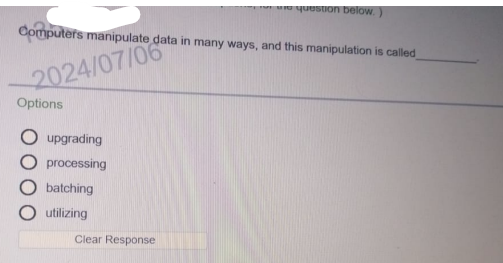 question below. )
Computers manipulate data in many ways, and this manipulation is called__________.
2024/07/06
Options
upgrading
processing
batching
utilizing
Clear Response